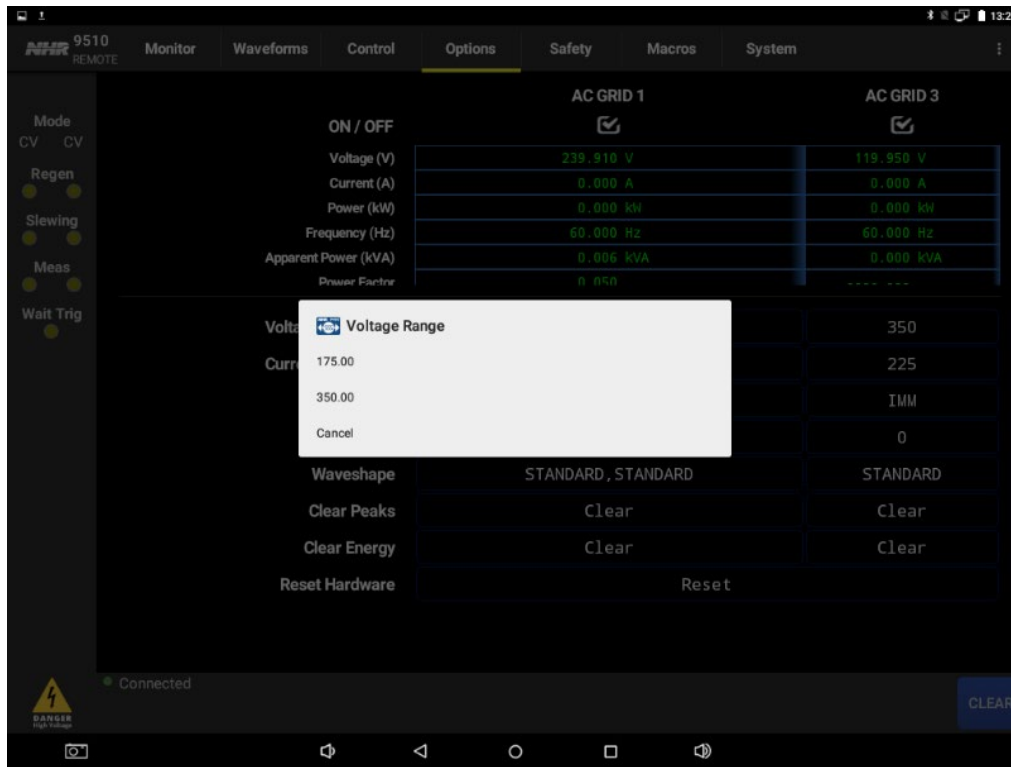 13:2
NHR 9510
REMOTE
Monitor Waveforms Control Options Safety Macros System
AC GRID 1 AC GRID 3
Mode
CV CV
ON / OFF
Voltage (V) 239.910 V 119.950 V
Regen
Current (A) 0.000 A 0.000 A
Power (kW) 0.000 kW 0.000 kW
Slewing
Frequency (Hz) 60.000 Hz 60.000 Hz
Apparent Power (kVA) 0.006 kVA 0.000 kVA
Meas
Power Factor 0.050
Wait Trig
Volta 350
Voltage Range
Curr 225
175.00
350.00
IMM
Cancel
0
Waveshape STANDARD,STANDARD STANDARD
Clear Peaks Clear Clear
Clear Energy Clear Clear
Reset Hardware Reset
Connected
CLEAR
DANGER
High Voltage